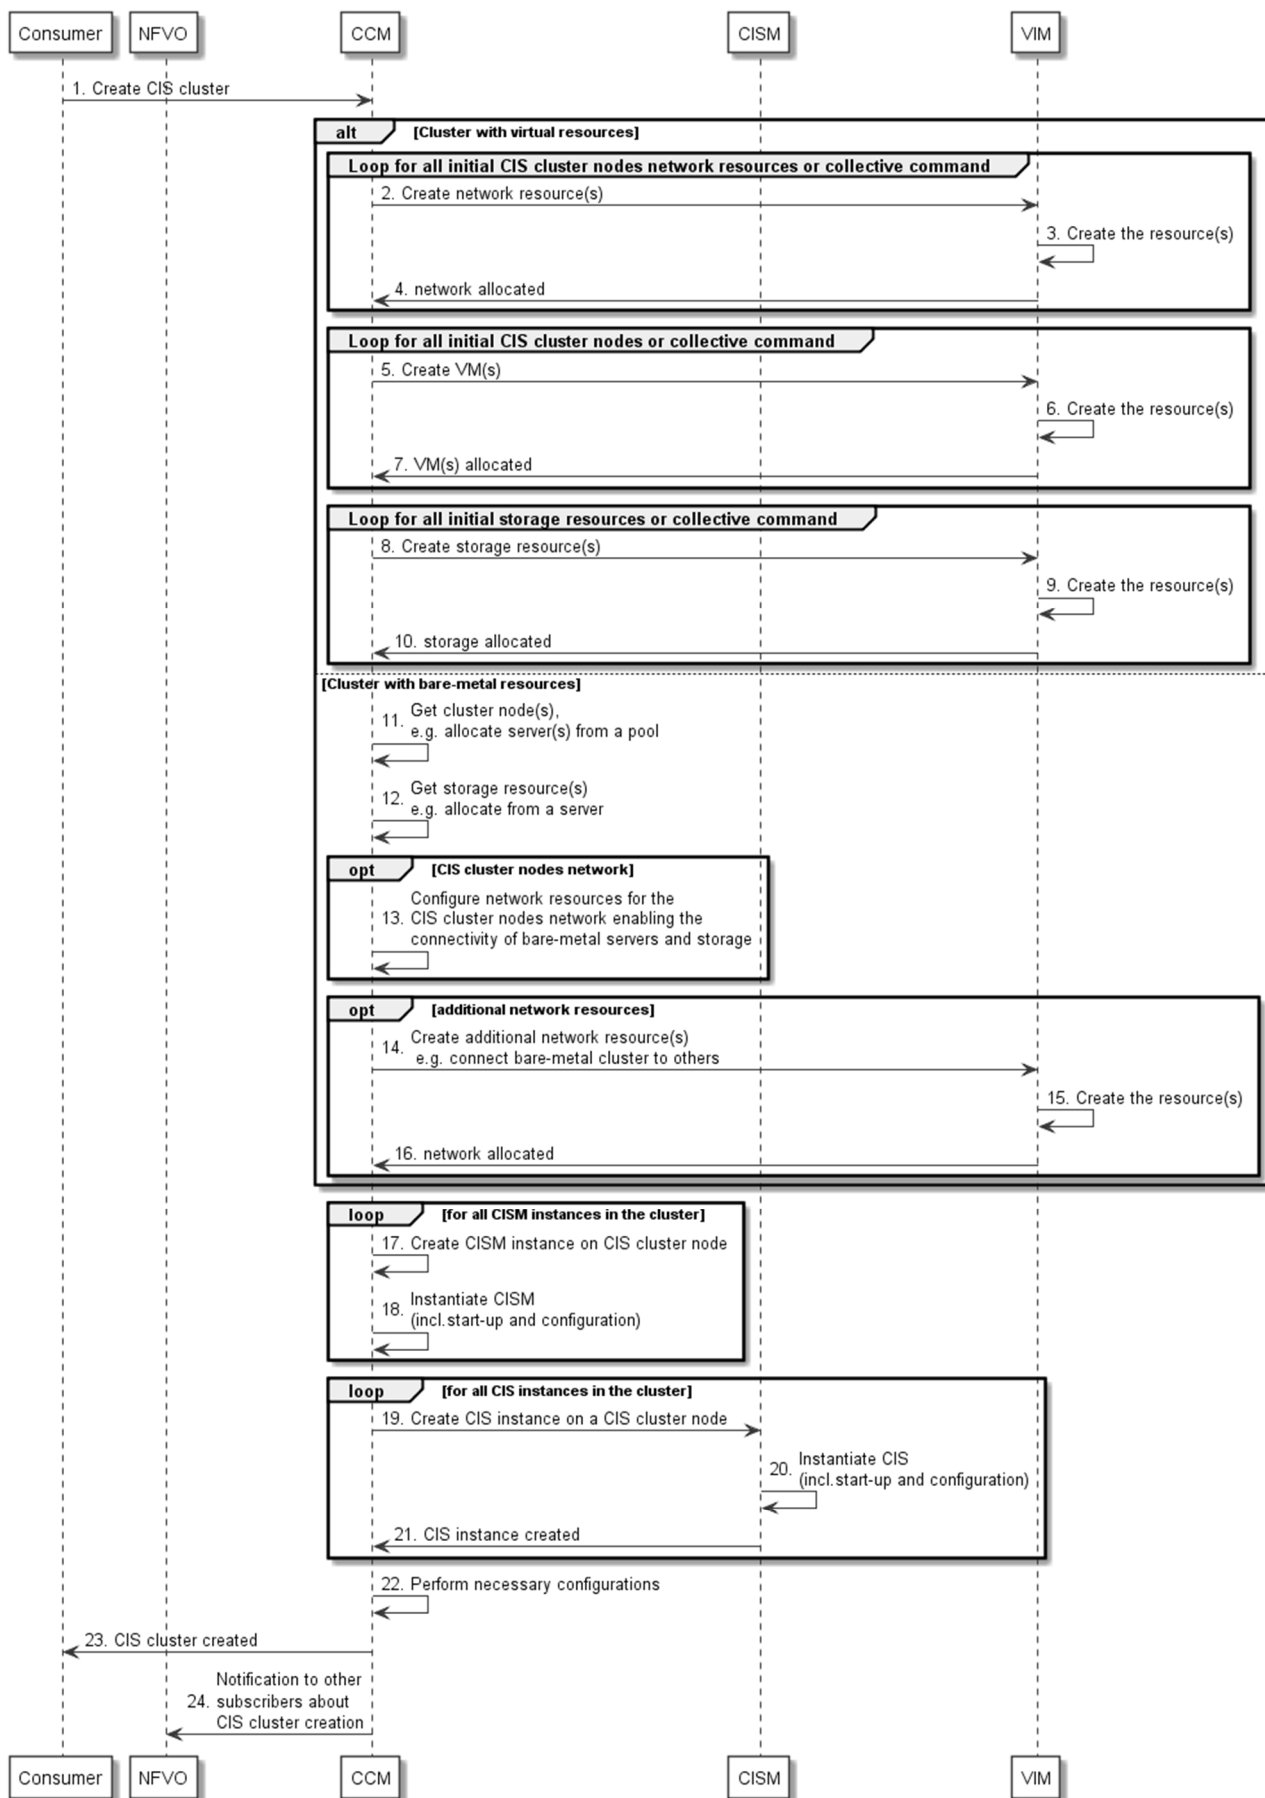 Consumer NFVO CCM CISM VIM
1. Create CIS cluster
alt [Cluster with virtual resources]
Loop for all initial CIS cluster nodes network resources or collective command
2. Create network resource(s)
3. Create the resource(s)
4. network allocated
Loop for all initial CIS cluster nodes or collective command
5. Create VM(s)
6. Create the resource(s)
7. VM(s) allocated
Loop for all initial storage resources or collective command
8. Create storage resource(s)
9. Create the resource(s)
10. storage allocated
[Cluster with bare-metal resources]
11. Get cluster node(s),
e.g. allocate server(s) from a pool
12. Get storage resource(s)
e.g. allocate from a server
opt [CIS cluster nodes network]
Configure network resources for the
13. CIS cluster nodes network enabling the
connectivity of bare-metal servers and storage
opt [additional network resources]
14. Create additional network resource(s)
e.g. connect bare-metal cluster to others
15. Create the resource(s)
16. network allocated
loop [for all CISM instances in the cluster]
17. Create CISM instance on CIS cluster node
18. Instantiate CISM
(incl.start-up and configuration)
loop [for all CIS instances in the cluster]
19. Create CIS instance on a CIS cluster node
20. Instantiate CIS
(incl.start-up and configuration)
21. CIS instance created
22. Perform necessary configurations
23. CIS cluster created
Notification to other
24. subscribers about
CIS cluster creation
Consumer NFVO CCM CISM VIM